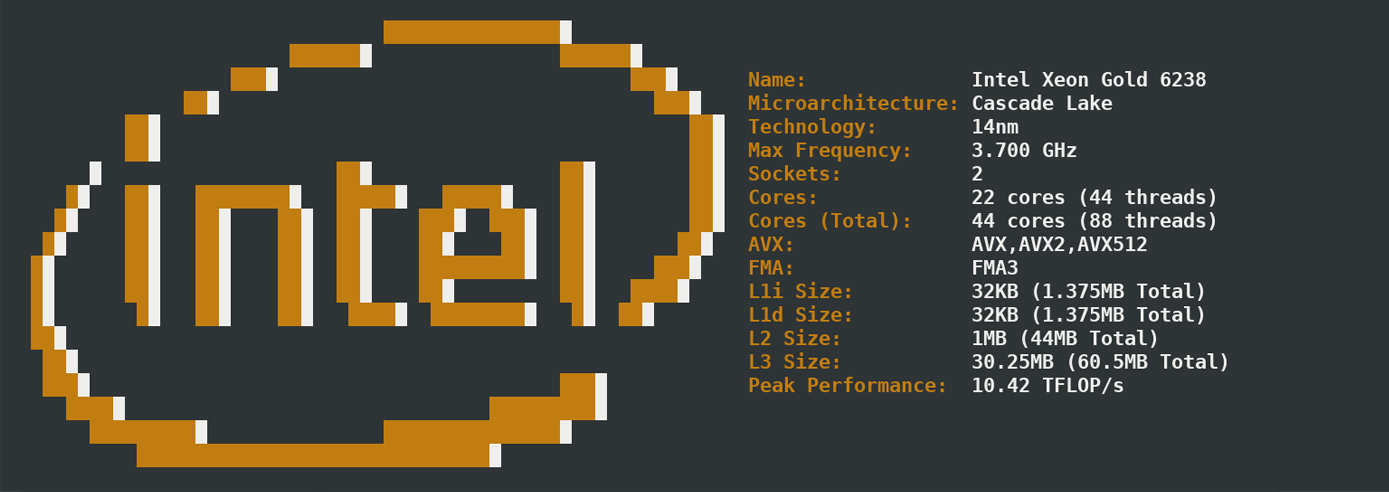 intel
Name: Intel Xeon Gold 6238
Microarchitecture: Cascade Lake
Technology: 14nm
Max Frequency: 3.700 GHz
Sockets: 2
Cores: 22 cores (44 threads)
Cores (Total): 44 cores (88 threads)
AVX: AVX,AVX2,AVX512
FMA: FMA3
L1i Size: 32KB (1.375MB Total)
L1d Size: 32KB (1.375MB Total)
L2 Size: 1MB (44MB Total)
L3 Size: 30.25MB (60.5MB Total)
Peak Performance: 10.42 TFLOP/s